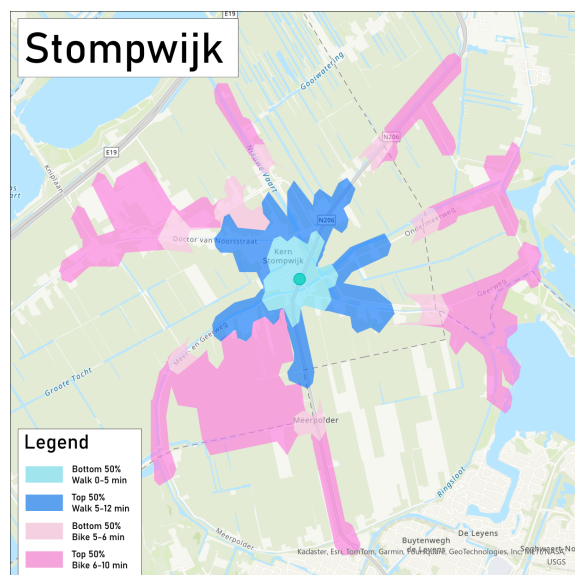 E19
Stompwijk
Gooiwatering
N206
E19
Nieuwe Vaart
Kniplaan
N206
Doctor van Noortstraat
Kern
Stompwijk
Geerweg
Meer- en Geerweg
Groote Tocht
Meerpolder
Legend
Bottom 50%
Walk 0-5 min
Top 50%
Walk 5-12 min
Bottom 50%
Bike 5-6 min
Top 50%
Bike 6-10 min
Ringsloot
Meerpolder
De Leyens
Buytenwegh
de Leyens
Kadaster, Esri, TomTom, Garmin, Foursquare, GeoTechnologies, Inc, METI/NASA,
USGS